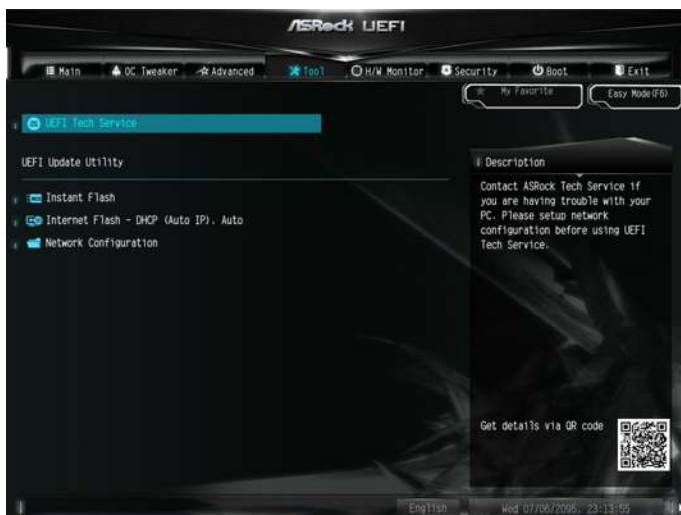 ASRock UEFI
Main OC Tweaker Advanced Tool H/W Monitor Security Boot Exit
My Favorite Easy Mode(F6)
UEFI Tech Service
UEFI Update Utility
Instant Flash
Internet Flash - DHCP (Auto IP), Auto
Network Configuration
Description
Contact ASRock Tech Service if
you are having trouble with your
PC. Please setup network
configuration before using UEFI
Tech Service.
Get details via QR code
English Wed 07/06/2095, 23:13:55